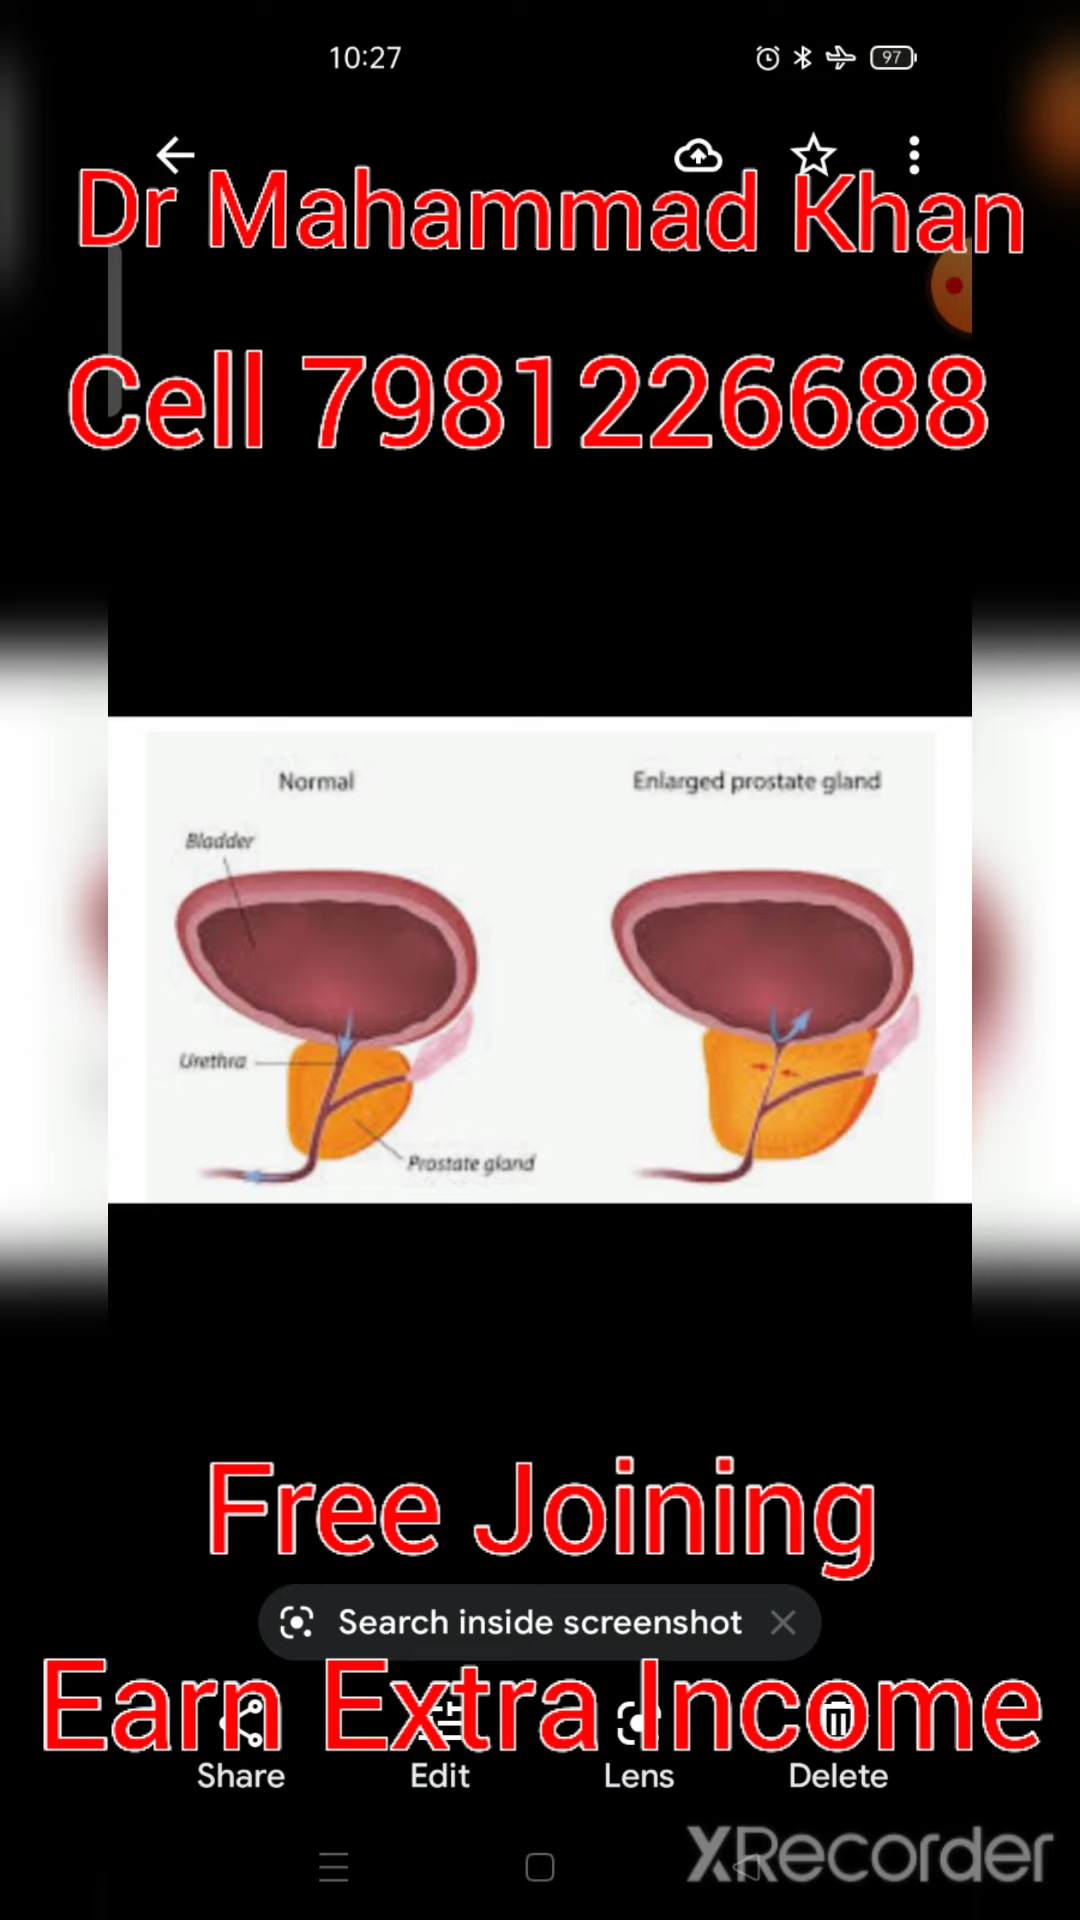 10:27
97
Dr Mahammad Khan
Cell 7981226688
Normal
Enlarged prostate gland
Bladder
Urethra
Prostate gland
Free Joining
Search inside screenshot
Earn Extra Income
Share
Edit
Lens
Delete
XRecorder